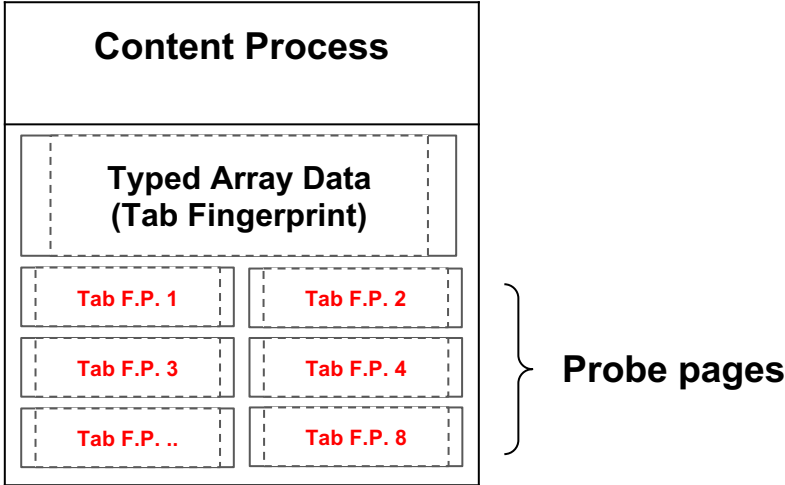 Content Process
Typed Array Data
(Tab Fingerprint)
Tab F.P. 1
Tab F.P. 2
Tab F.P. 3
Tab F.P. 4
Tab F.P. ..
Tab F.P. 8
Probe pages